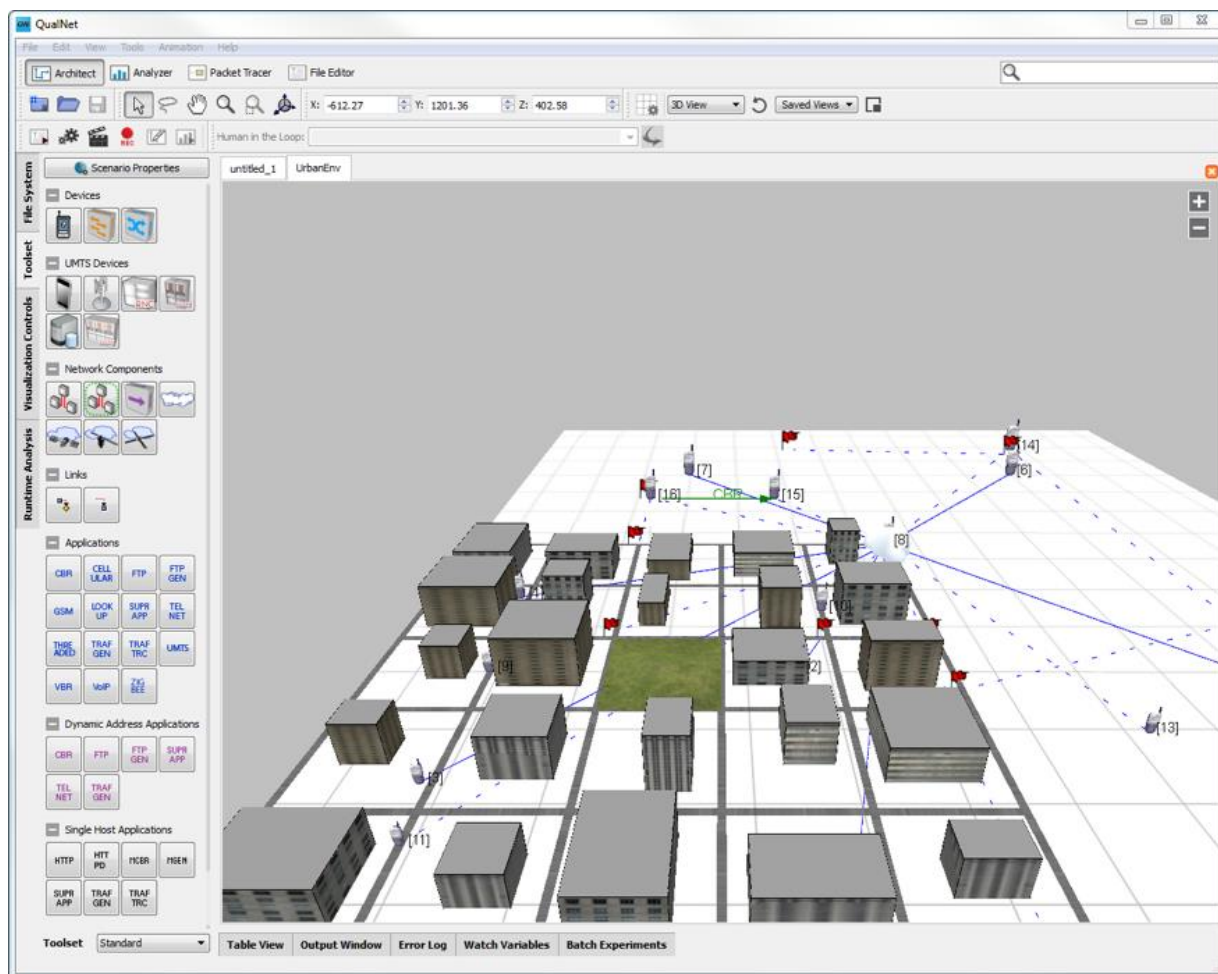 QualNet
File Edit View Tools Animation Help
Architect Analyzer Packet Tracer File Editor
X: -612.27 Y: 1201.36 Z: 402.58 3D View Saved Views
REC Human in the Loop:
Scenario Properties
untitled_1 UrbanEnv
File System
Toolset
Visualization Controls
Runtime Analysis
Devices
UMTS Devices
RNC
Network Components
Links
Applications
CBR CELL ULAR FTP FTP GEN
GSM LOOK UP SUPR APP TEL NET
THRE ADED TRAF GEN TRAF TRC UMTS
VBR VoIP ZIG BEE
Dynamic Address Applications
CBR FTP FTP GEN SUPR APP
TEL NET TRAF GEN
Single Host Applications
HTTP HTT PD MCBR MGEN
SUPR APP TRAF GEN TRAF TRC
[14]
[7] [6]
[16] CBR [15]
[8]
[10]
[9] [2]
[13]
[3]
[11]
Toolset Standard
Table View Output Window Error Log Watch Variables Batch Experiments